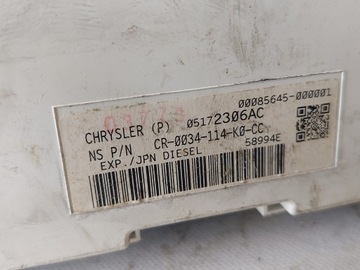 00085645-000001
CHRYSLER (P) 05172306AC
NS P/N CR-0034-114-K0-CC
EXP./JPN DIESEL 58994E